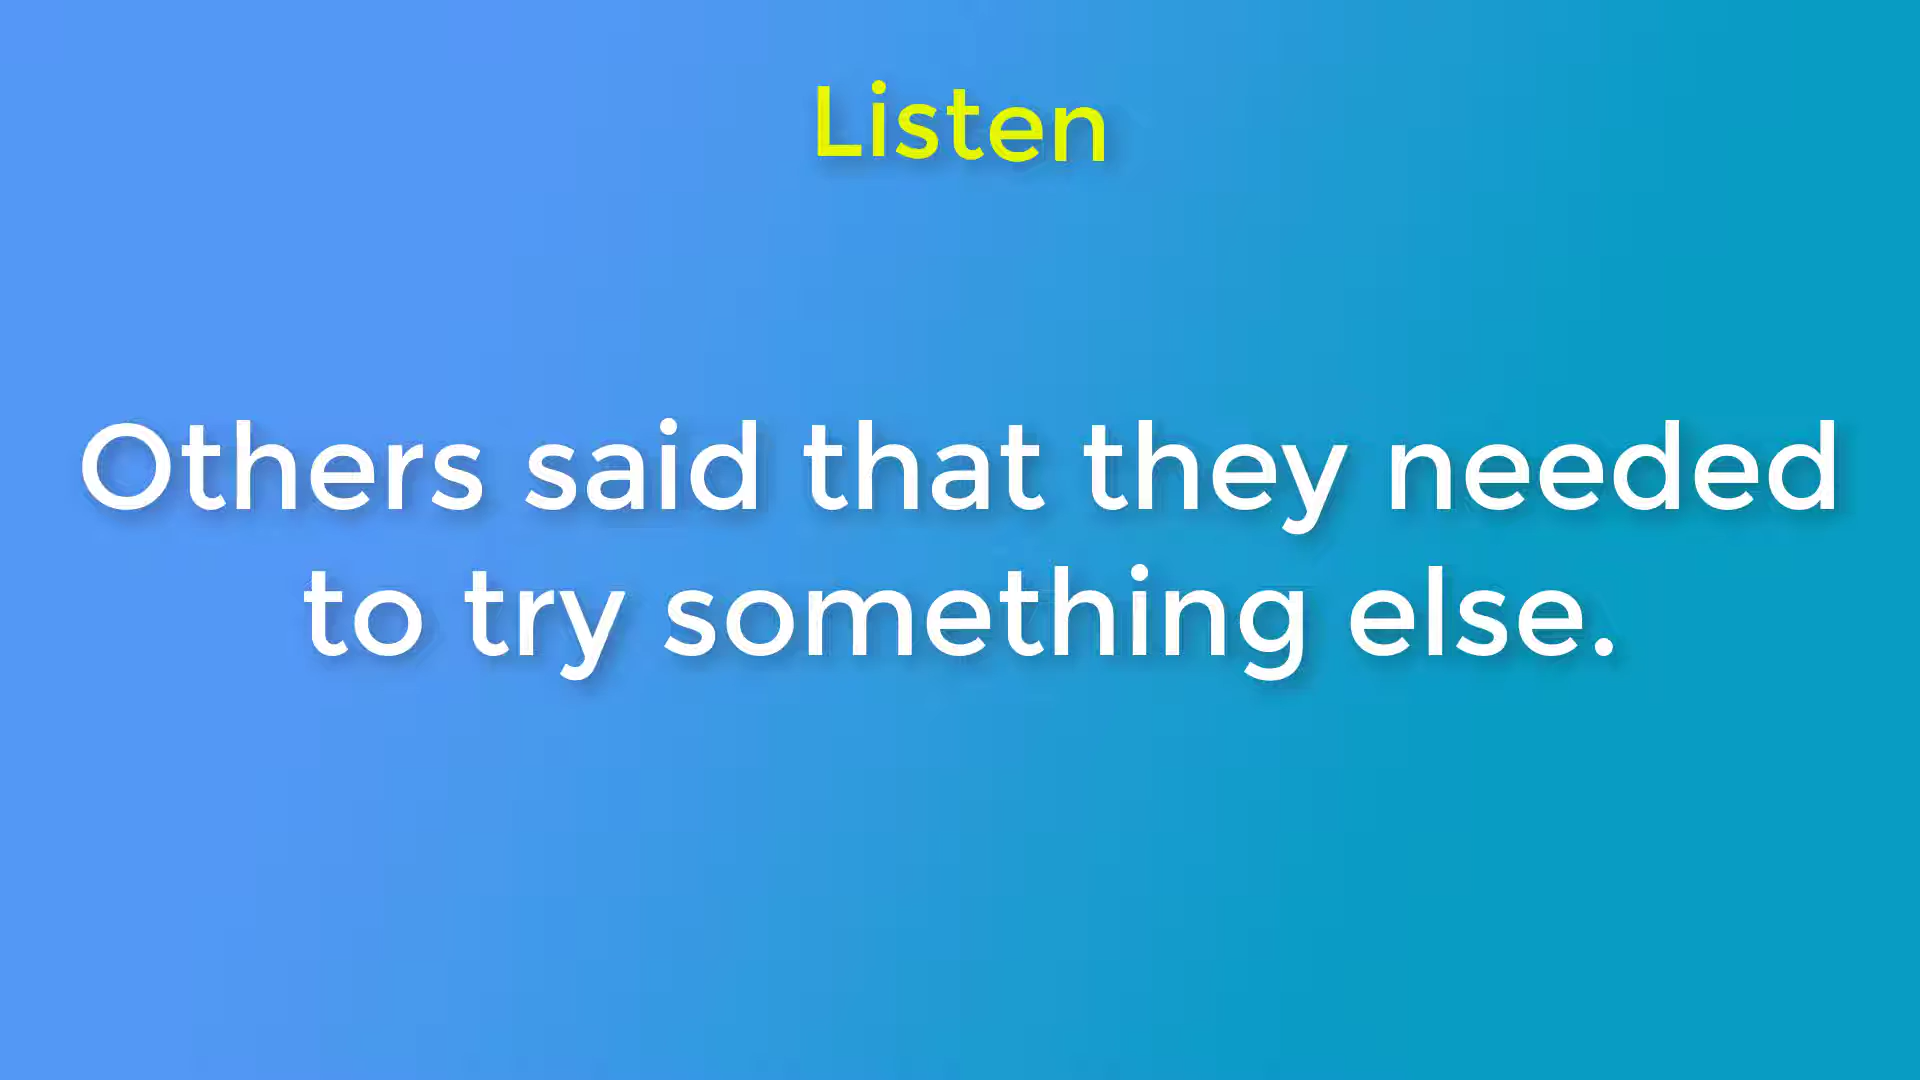 Listen
Others said that they needed
to try something else.